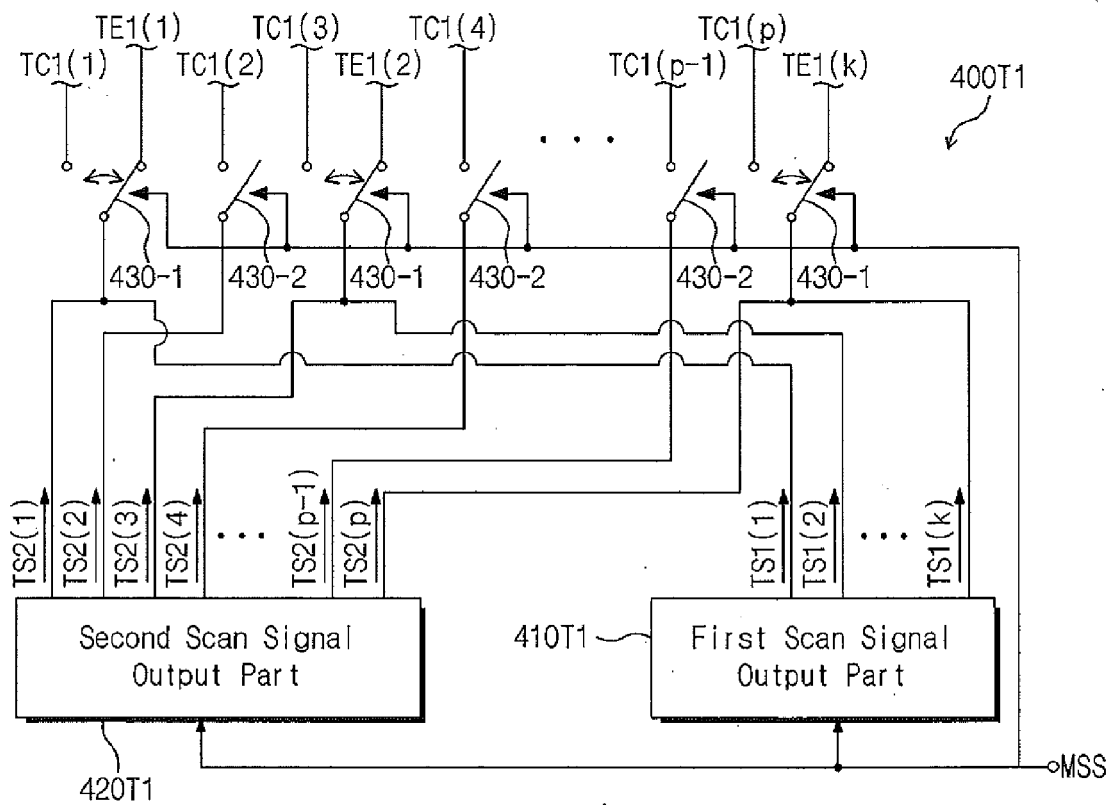 TE1(1) TC1(3) TC1(4) TC1(p)
TC1(1) TC1(2) TE1(2) TC1(p-1) TE1(k)
400T1
430-1 430-2 430-1 430-2 430-2 430-1
TS2(1) TS2(2) TS2(3) TS2(4) ... TS2(p-1) TS2(p) TS1(1) TS1(2) ... TS1(k)
Second Scan Signal
Output Part
410T1
First Scan Signal
Output Part
420T1
MSS